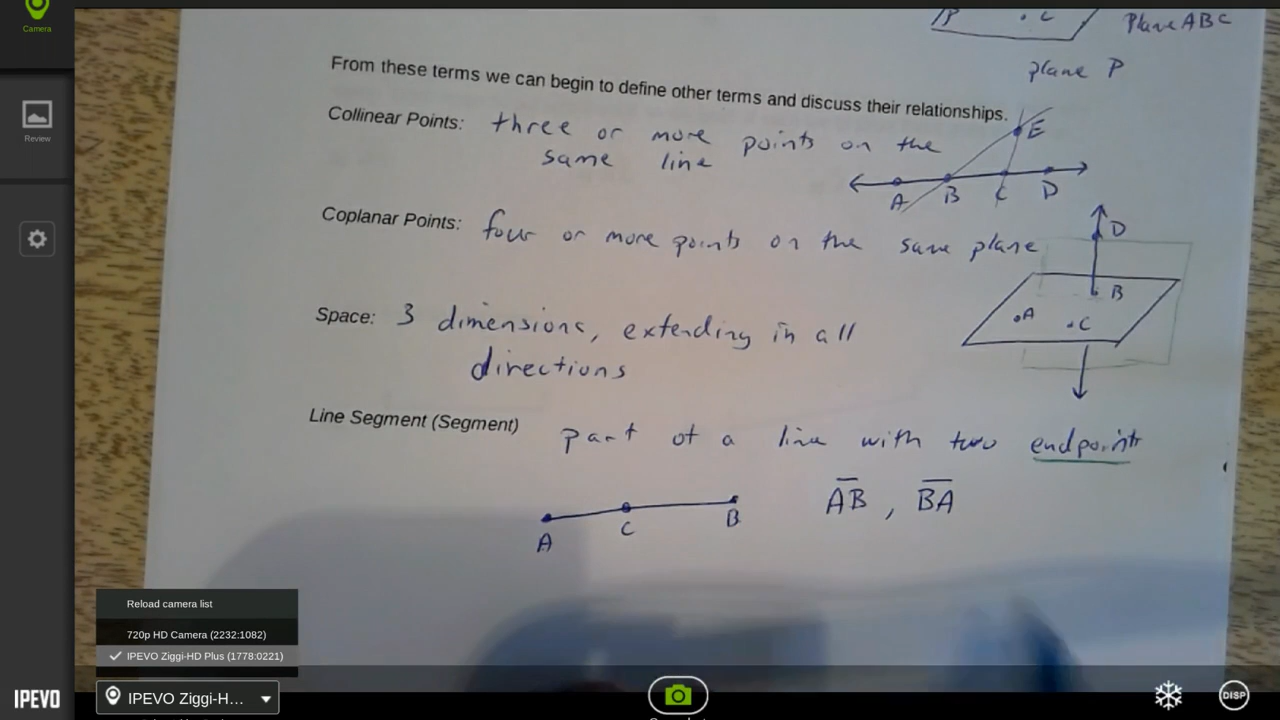 Camera
P . C
Plane ABC
plane P
From these terms we can begin to define other terms and discuss their relationships.
Collinear Points: three or more points on the
same line
E
A B C D
Coplanar Points: four or more points on the same plane
D
B
A
C
Space: 3 dimensions, extending in all
directions
Line Segment (Segment) part of a line with two endpoints
A C B
A̅B̅ , B̅A̅
Review
Reload camera list
720p HD Camera (2232:1082)
IPEVO Ziggi-HD Plus (1778:0221)
IPEVO
IPEVO Ziggi-H...
DISP